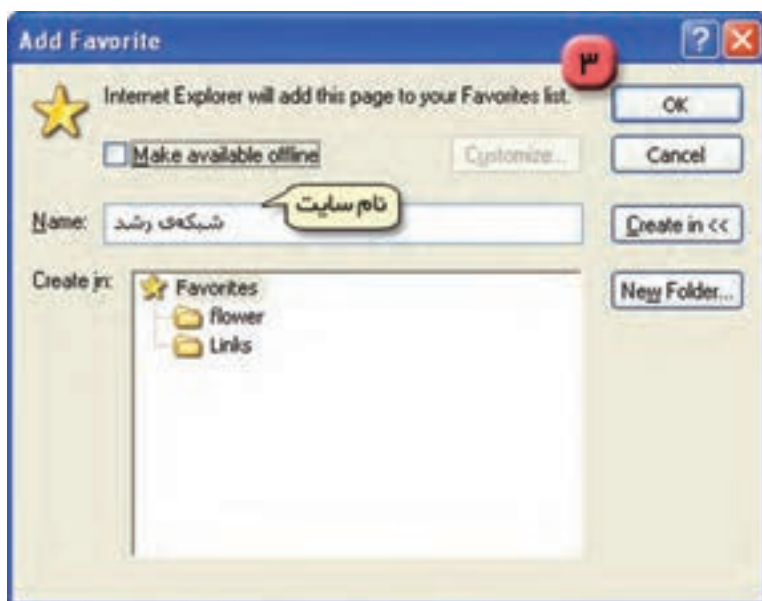 Add Favorite
۳
Internet Explorer will add this page to your Favorites list.
OK
Make available offline
Customize...
Cancel
نام سایت
Name:
شبکه‌ی رشد
Create in <<
Create in:
Favorites
flower
Links
New Folder...